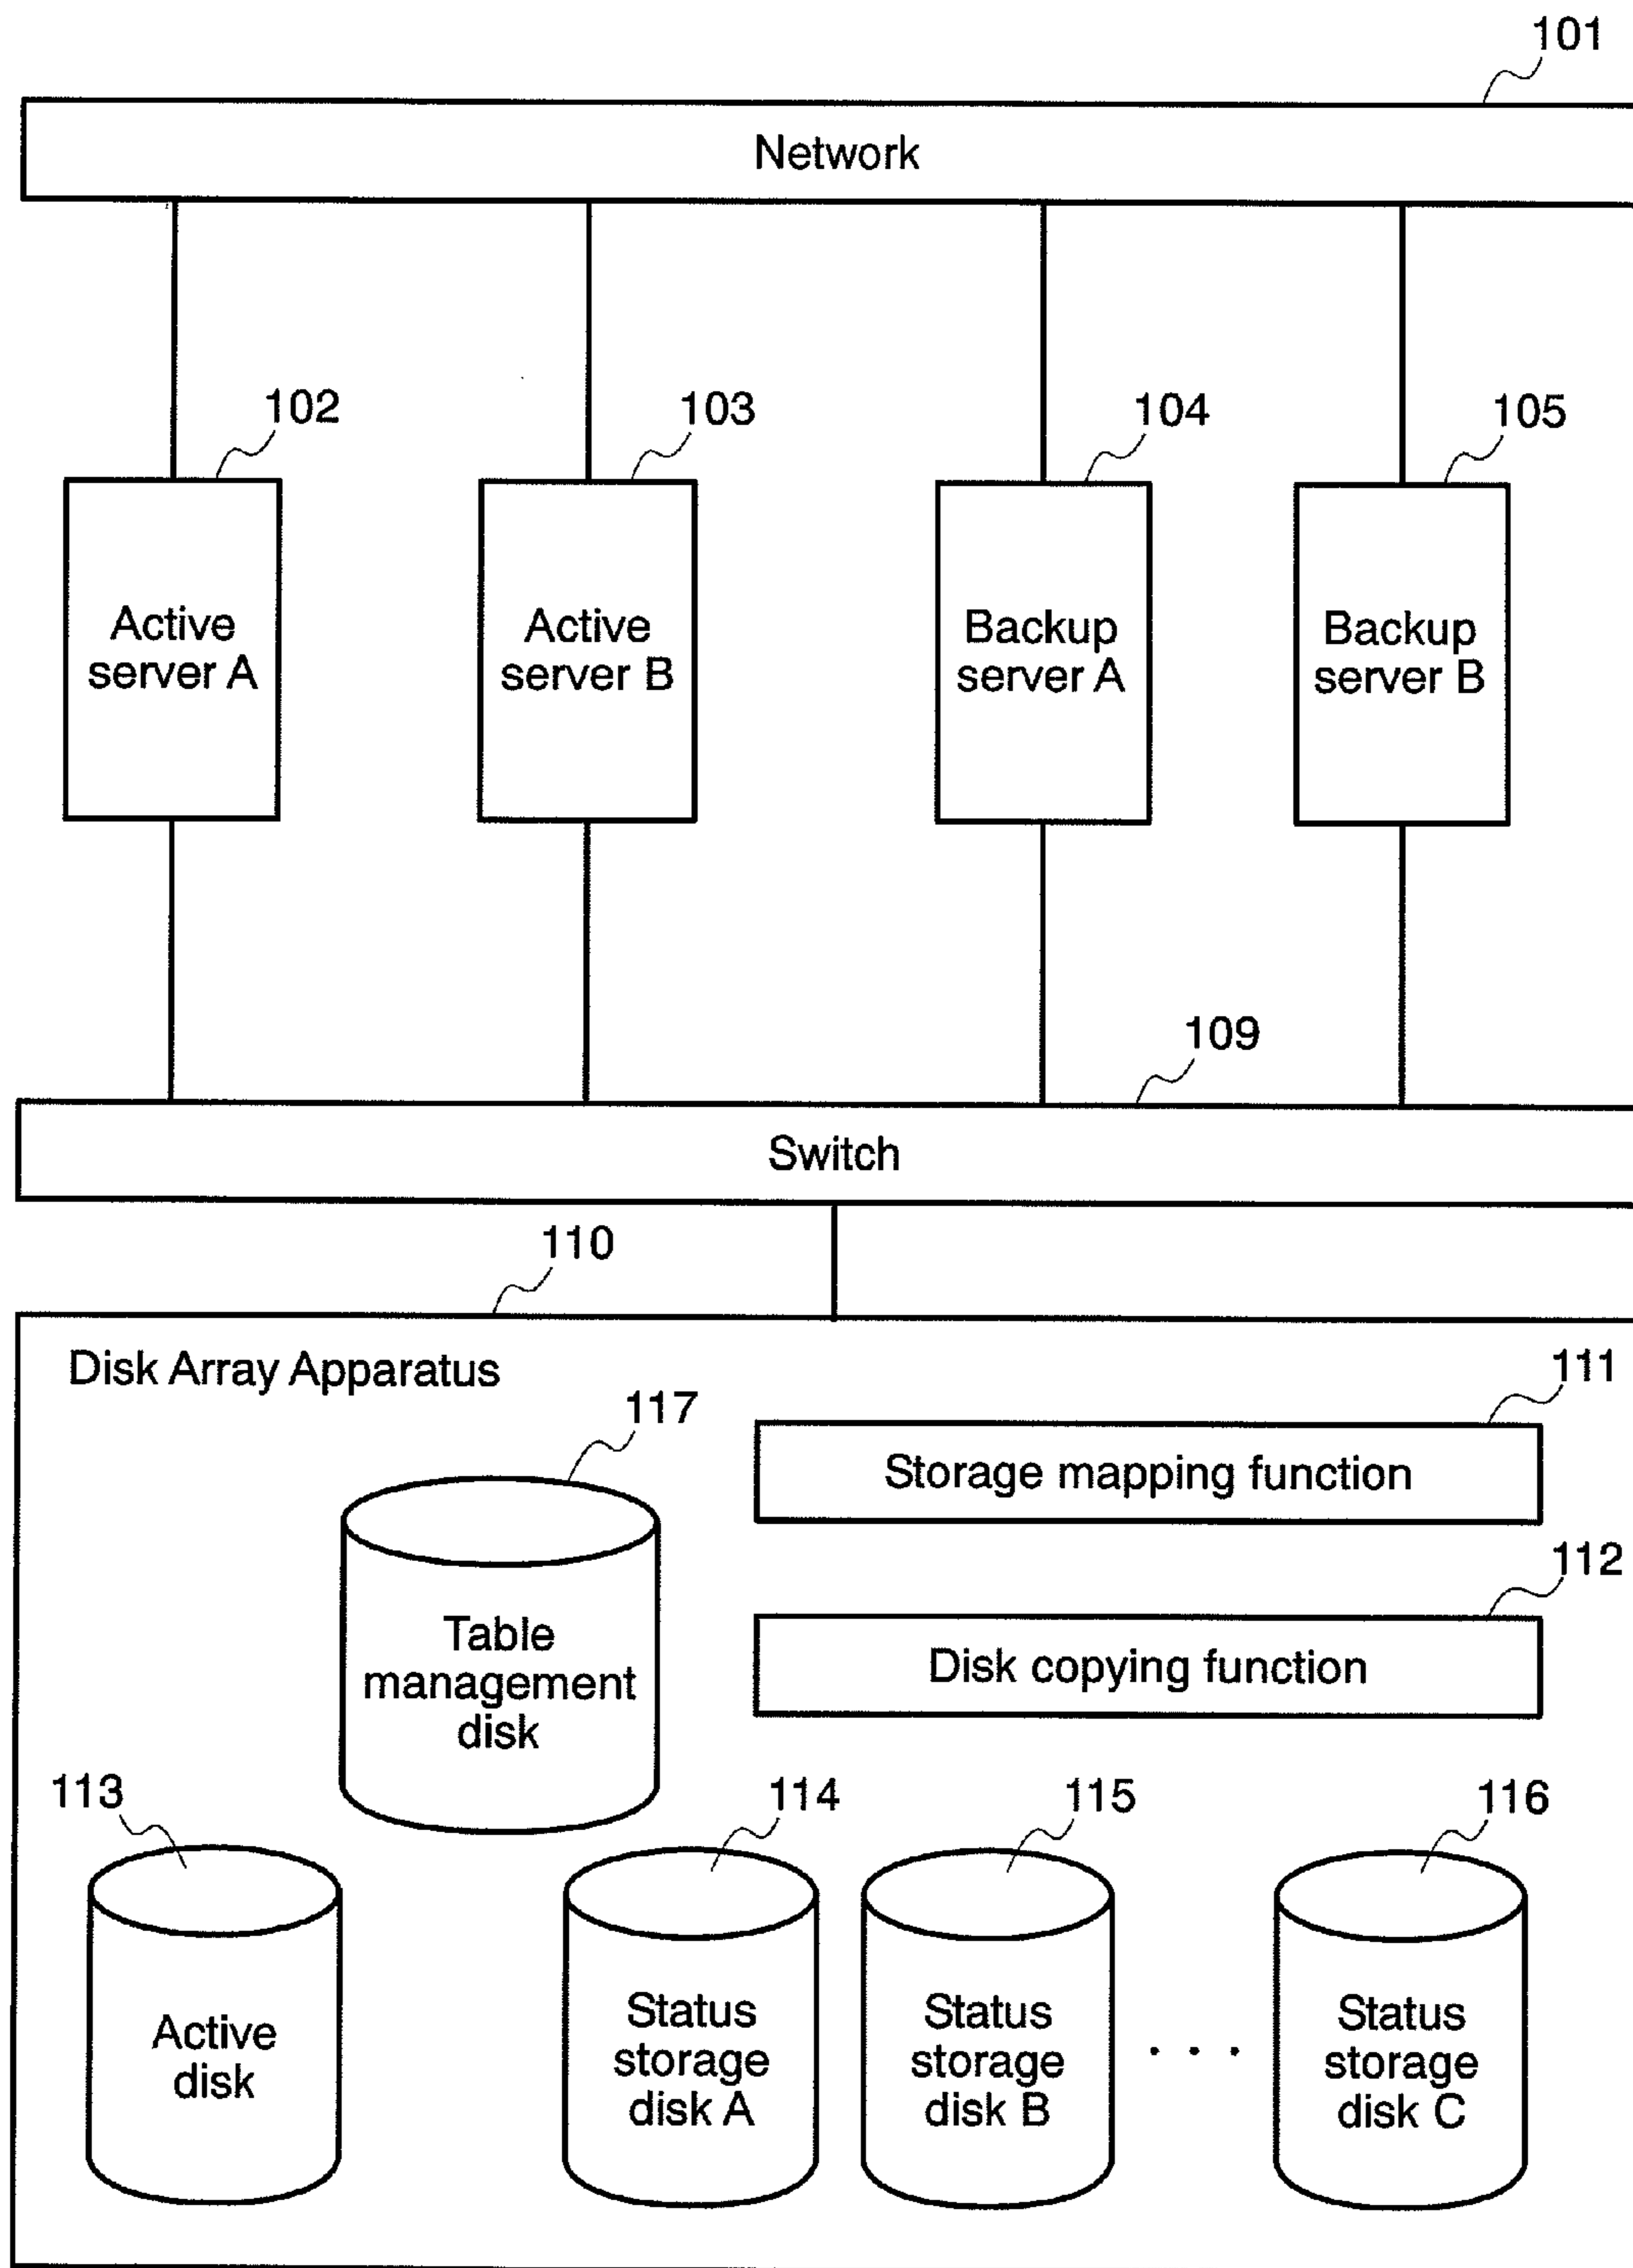 101
Network
102
103
104
105
Active
server A
Active
server B
Backup
server A
Backup
server B
109
Switch
110
Disk Array Apparatus
111
Storage mapping function
117
112
Disk copying function
Table
management
disk
113
114
115
116
Active
disk
Status
storage
disk A
Status
storage
disk B
. . .
Status
storage
disk C